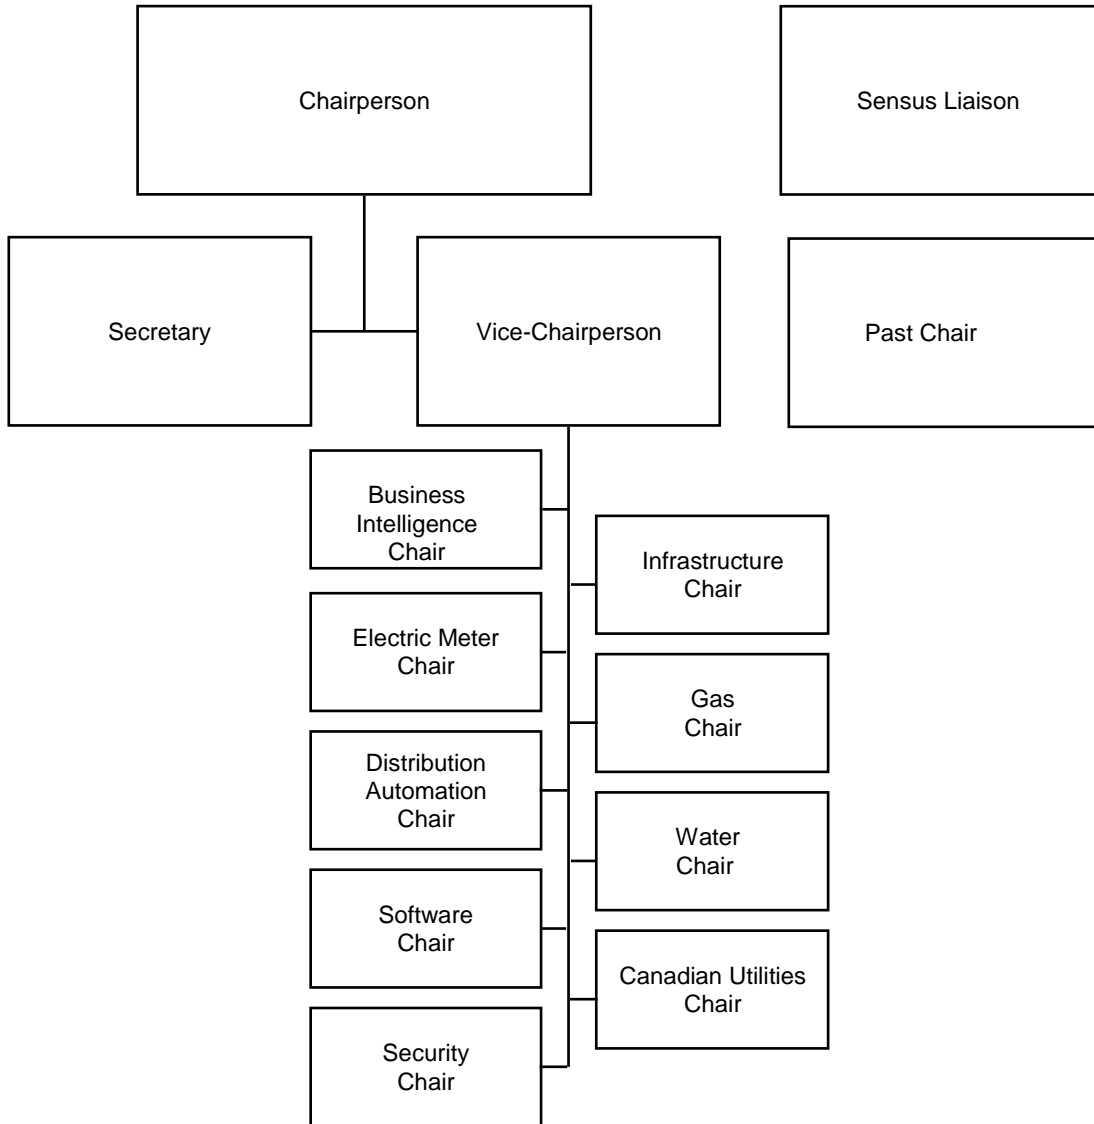 Chairperson
Sensus Liaison
Secretary
Vice-Chairperson
Past Chair
Business
Intelligence
Chair
Infrastructure
Chair
Electric Meter
Chair
Gas
Chair
Distribution
Automation
Chair
Water
Chair
Software
Chair
Canadian Utilities
Chair
Security
Chair